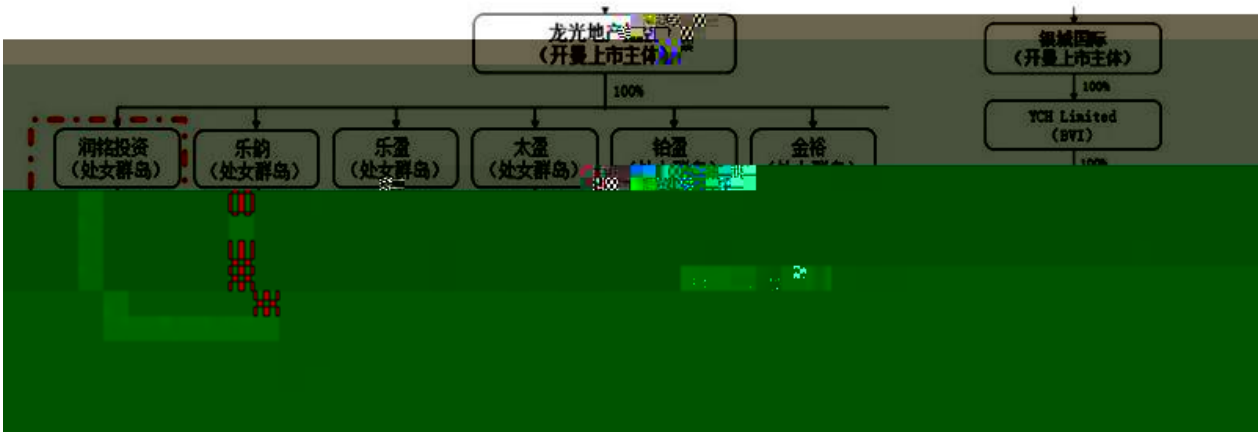 龙光地产
（开曼上市主体）
银城国际
（开曼上市主体）
100%
100%
YCH Limited
（BVI）
100%
润铭投资
（处女群岛）
乐韵
（处女群岛）
乐盈
（处女群岛）
太盈
（处女群岛）
铂盈
金裕